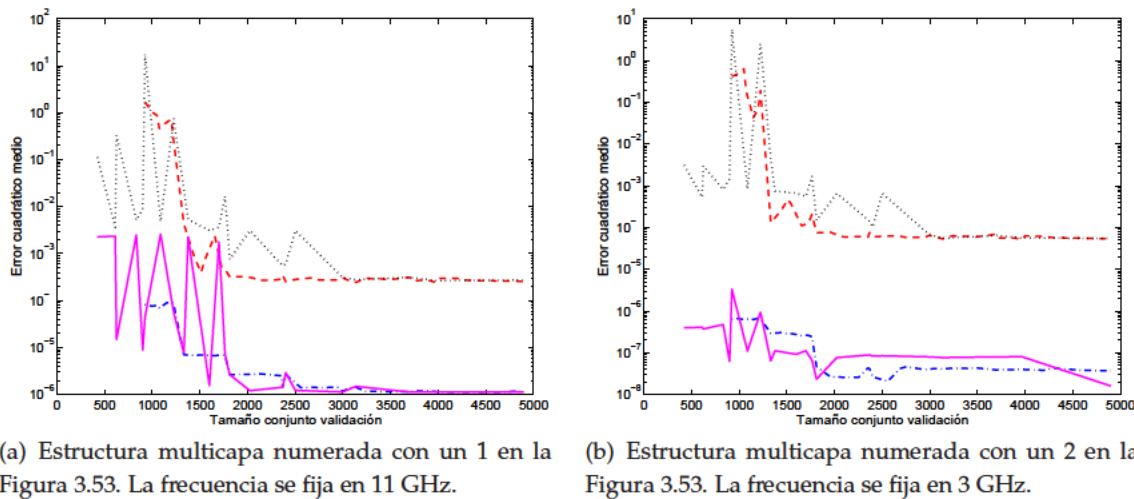 10^2
10^1
10^0
10^-1
10^-2
10^-3
10^-4
10^-5
10^-6
Error cuadrático medio
0 500 1000 1500 2000 2500 3000 3500 4000 4500 5000
Tamaño conjunto validación
(a) Estructura multicapa numerada con un 1 en la
Figura 3.53. La frecuencia se fija en 11 GHz.
10^1
10^0
10^-1
10^-2
10^-3
10^-4
10^-5
10^-6
10^-7
10^-8
Error cuadrático medio
0 500 1000 1500 2000 2500 3000 3500 4000 4500 5000
Tamaño conjunto validación
(b) Estructura multicapa numerada con un 2 en la
Figura 3.53. La frecuencia se fija en 3 GHz.